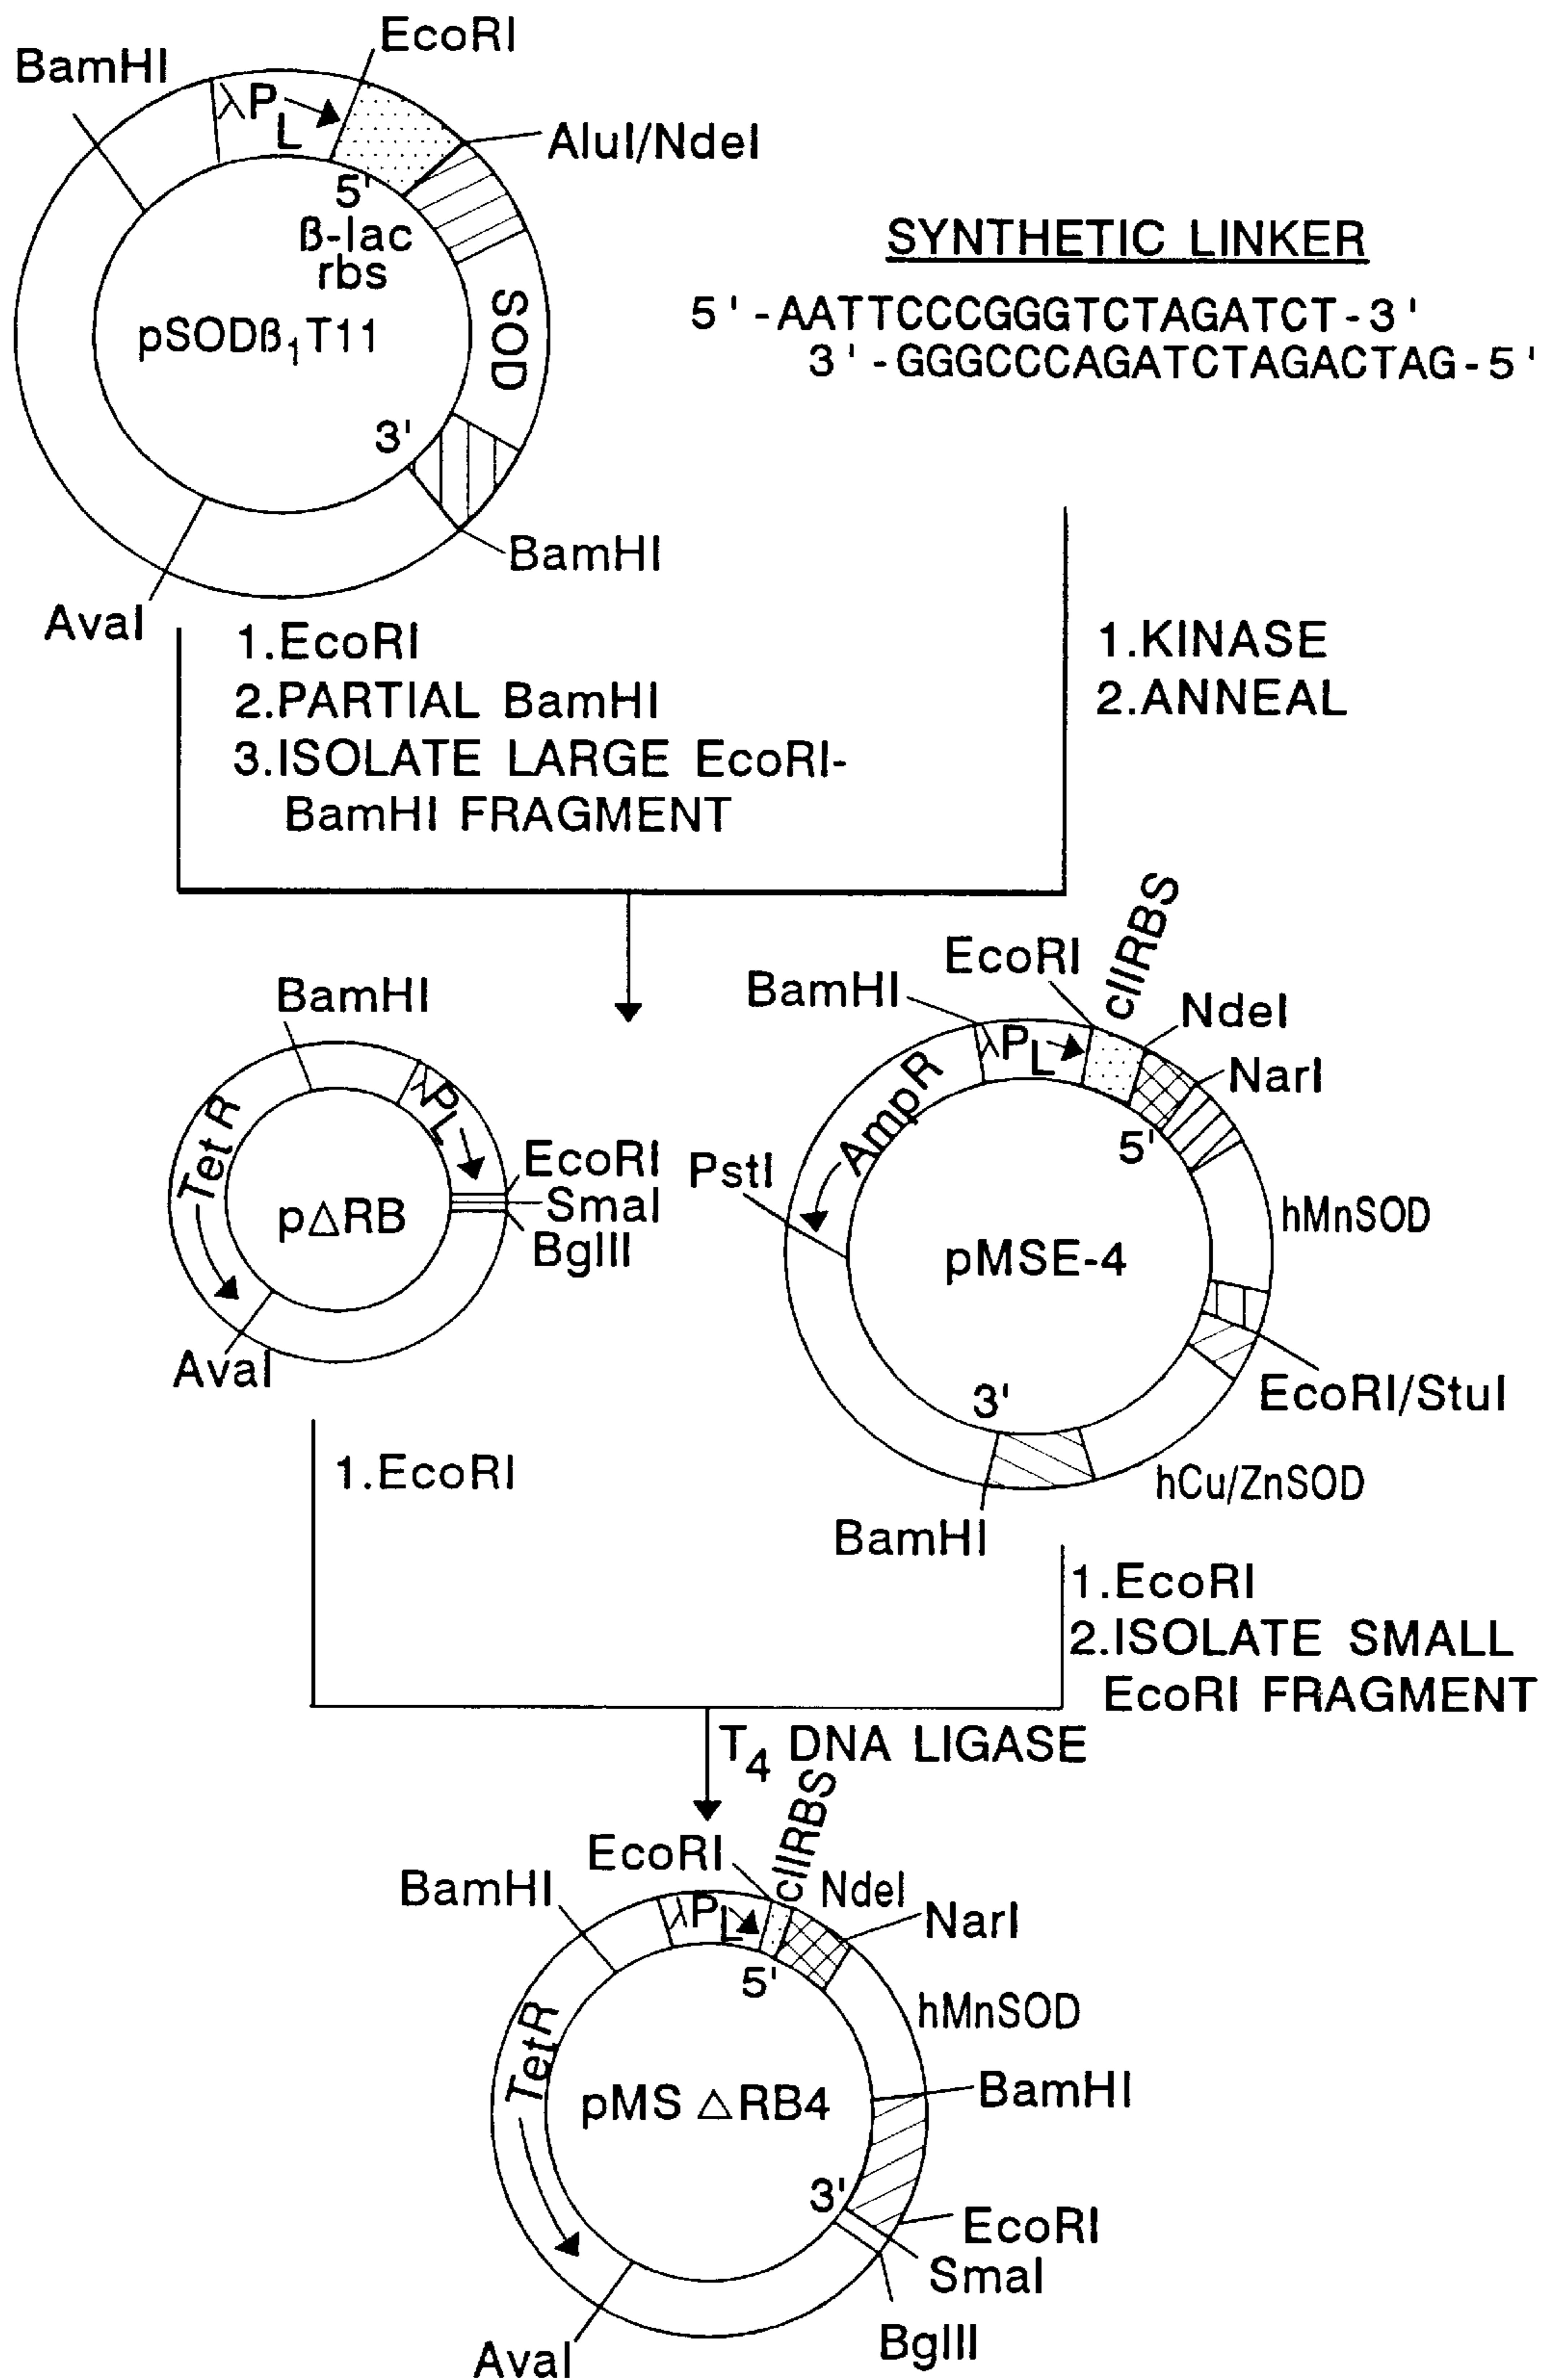 EcoRI
BamHI
λPL
AluI/NdeI
5'
β-lac
rbs
SOD
pSODβ1T11
3'
BamHI
AvaI
SYNTHETIC LINKER
5'-AATTCCCGGGTCTAGATCT-3'
3'-GGGCCCAGATCTAGACTAG-5'
1.EcoRI
2.PARTIAL BamHI
3.ISOLATE LARGE EcoRI-
BamHI FRAGMENT
1.KINASE
2.ANNEAL
BamHI
λPL
TetR
EcoRI
SmaI
BglII
p△RB
AvaI
cIIRBS
EcoRI
BamHI
NdeI
λPL
NarI
AmpR
5'
PstI
hMnSOD
pMSE-4
EcoRI/StuI
3'
hCu/ZnSOD
BamHI
1.EcoRI
1.EcoRI
2.ISOLATE SMALL
EcoRI FRAGMENT
T4 DNA LIGASE
cIIRBS
EcoRI
BamHI
NdeI
λPL
NarI
5'
hMnSOD
TetR
BamHI
pMS △RB4
3'
EcoRI
SmaI
BglII
AvaI